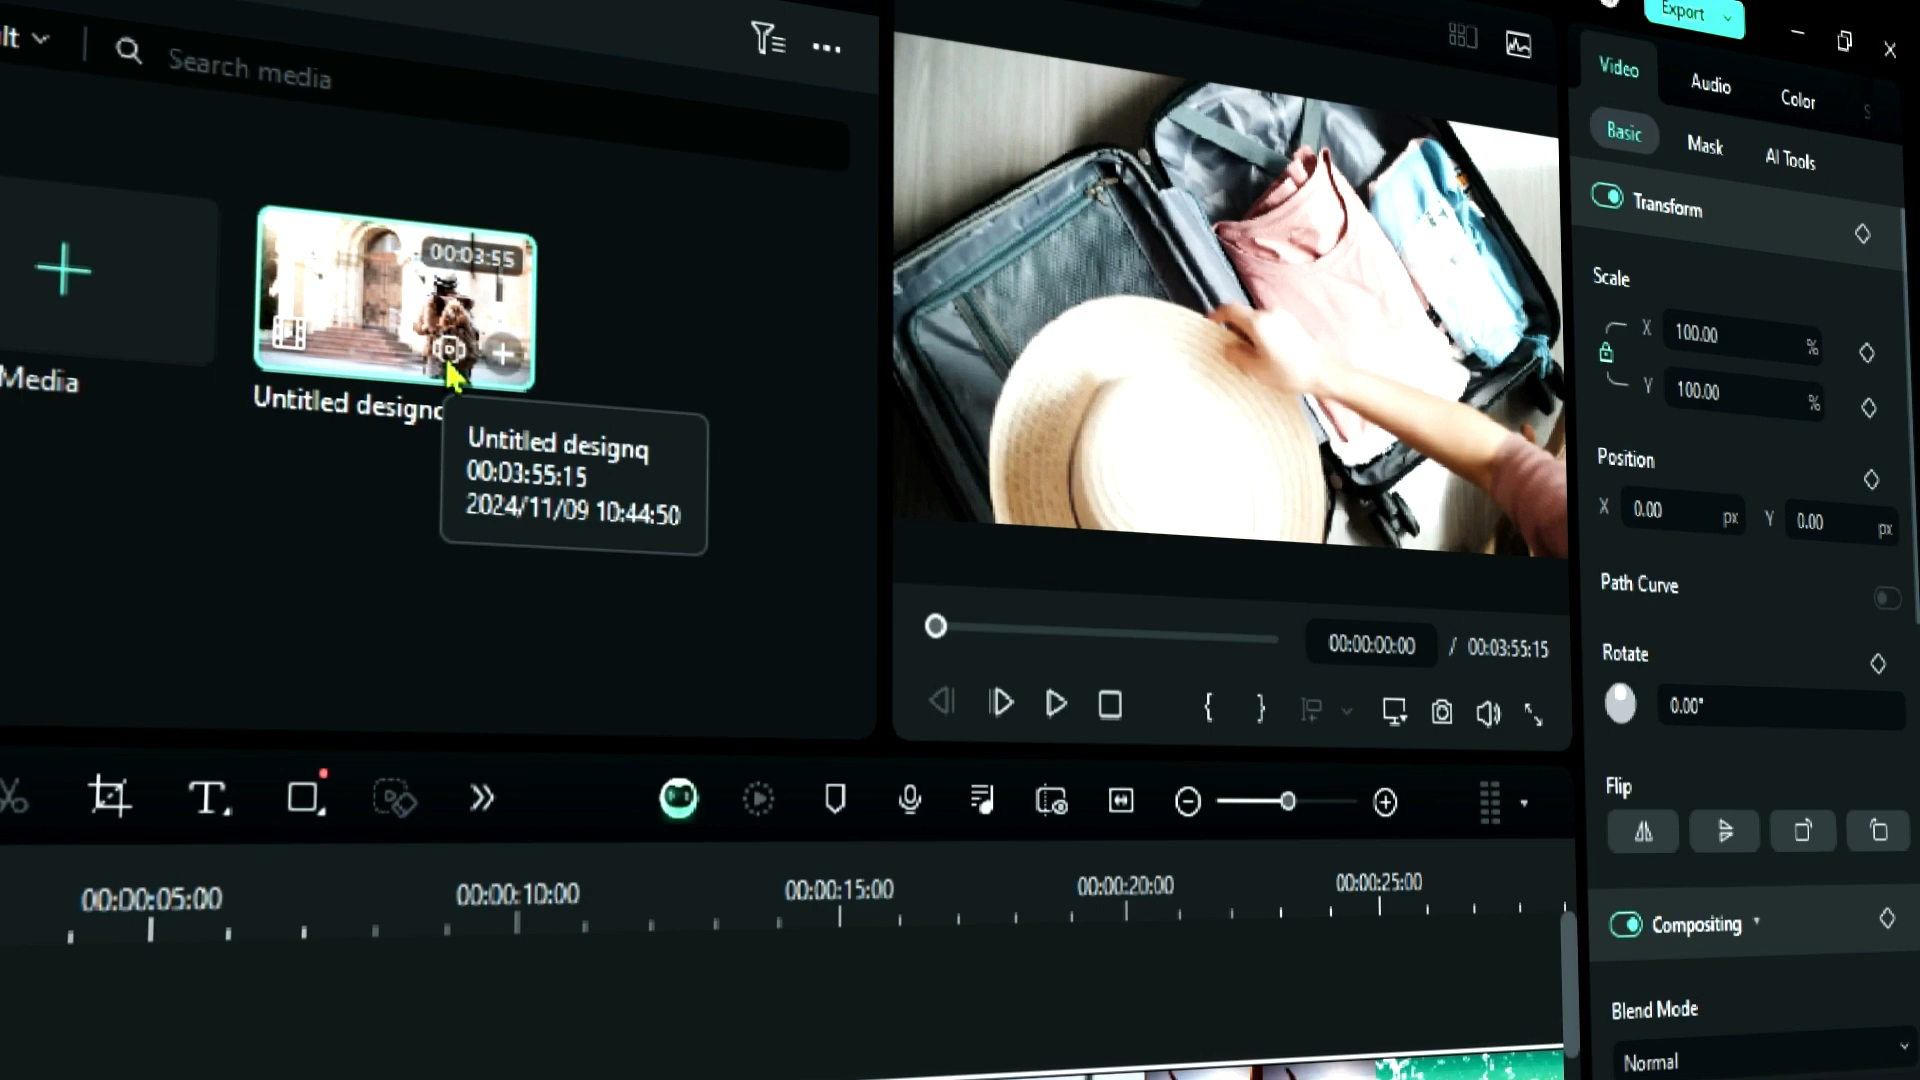 Export
Search media
Video
Audio
Color
S
Basic
Mask
AI Tools
Transform
00:03:55
Media
Untitled designq
Untitled designq
00:03:55:15
2024/11/09 10:44:50
Scale
X
100.00
%
Y
100.00
%
Position
X
0.00
px
Y
0.00
px
Path Curve
Rotate
0.00°
00:00:00:00
/
00:03:55:15
Flip
00:00:05:00
00:00:10:00
00:00:15:00
00:00:20:00
00:00:25:00
Compositing
Blend Mode
Normal